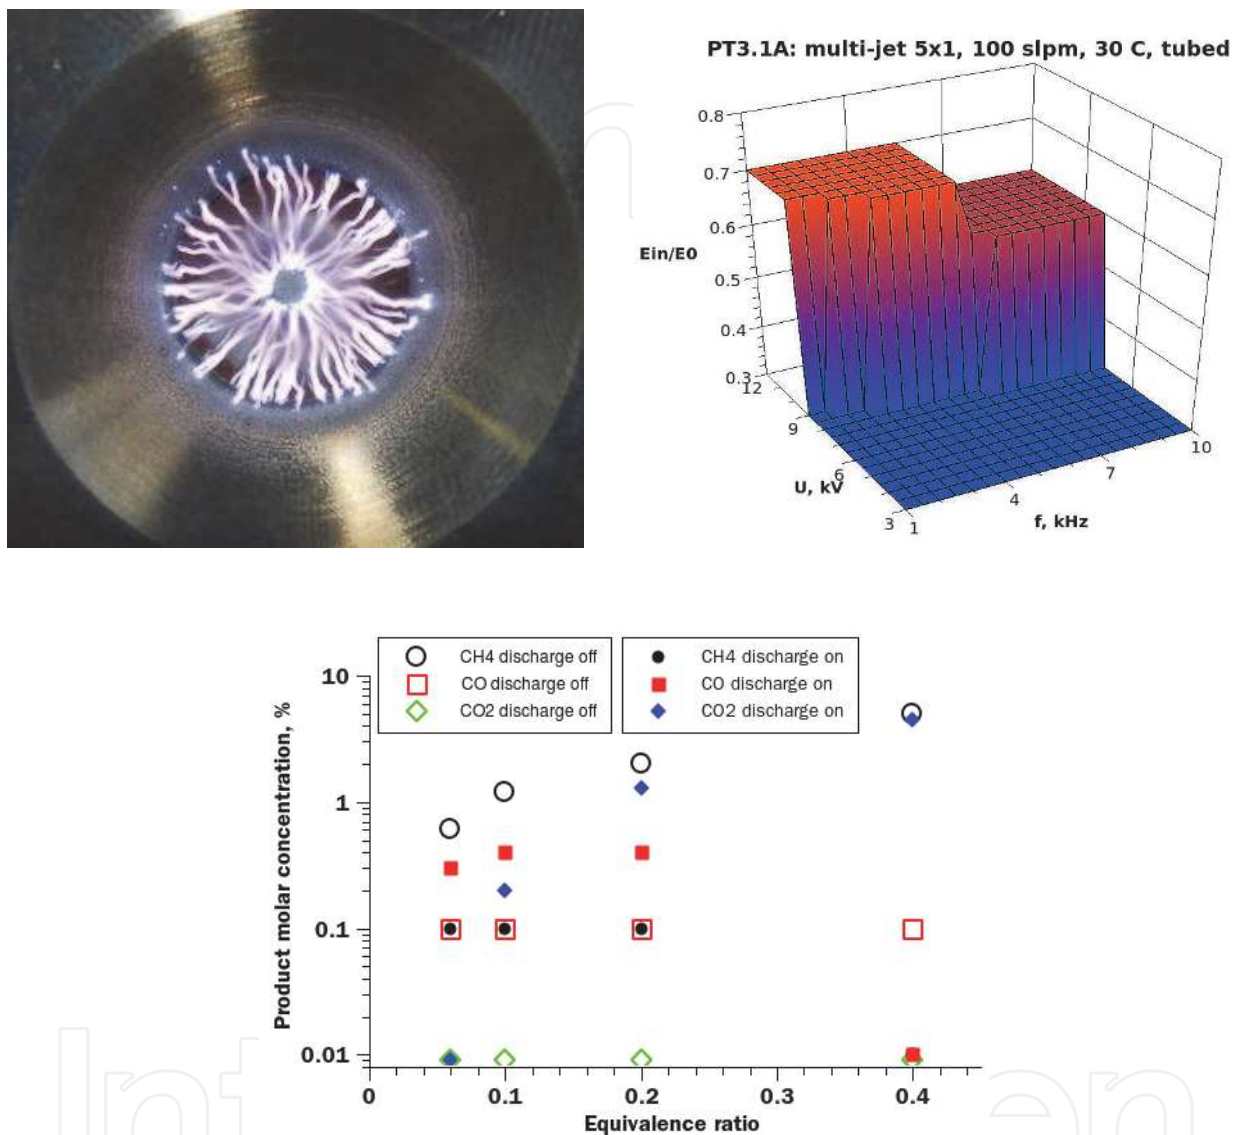 PT3.1A: multi-jet 5x1, 100 slpm, 30 C, tubed
0.8
0.7
0.6
Ein/E0
0.5
0.4
0.3
12
9
6
U, kV
3
1
4
7
10
f, kHz
CH4 discharge off
CO discharge off
CO2 discharge off
CH4 discharge on
CO discharge on
CO2 discharge on
Product molar concentration, %
10
1
0.1
0.01
0
0.1
0.2
0.3
0.4
Equivalence ratio